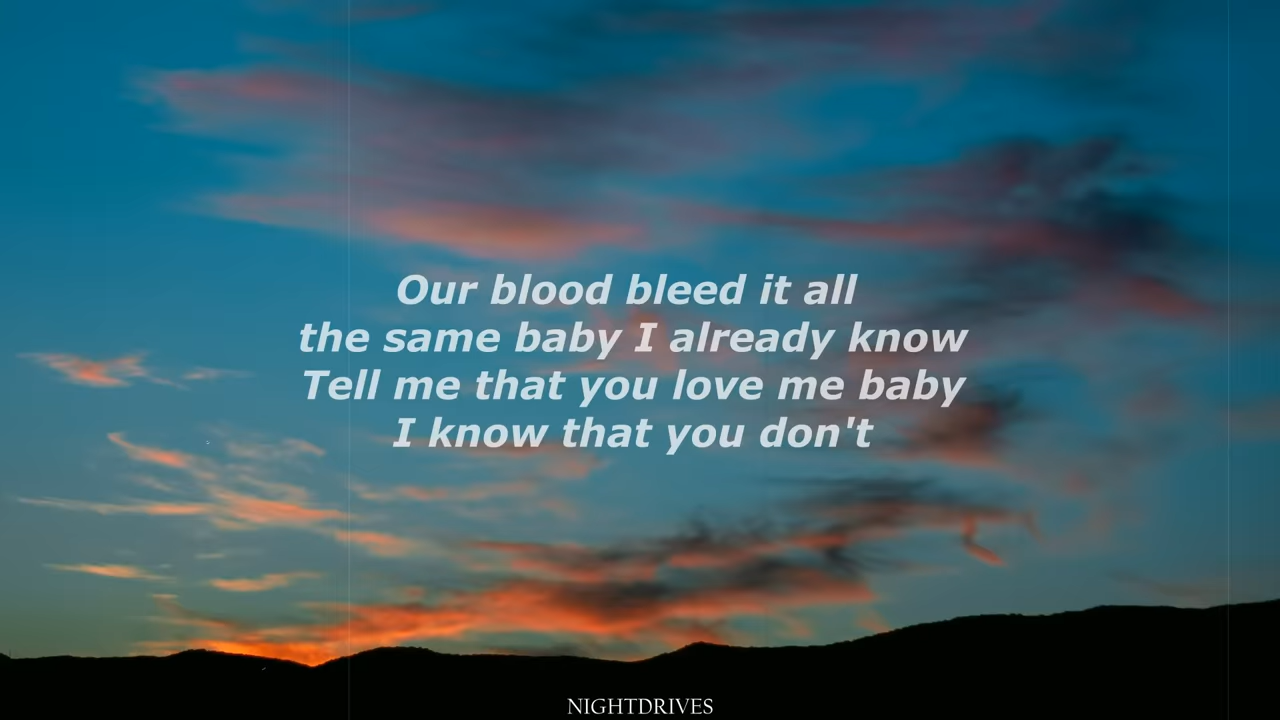 Our blood bleed it all
the same baby I already know
Tell me that you love me baby
I know that you don't
NIGHTDRIVES